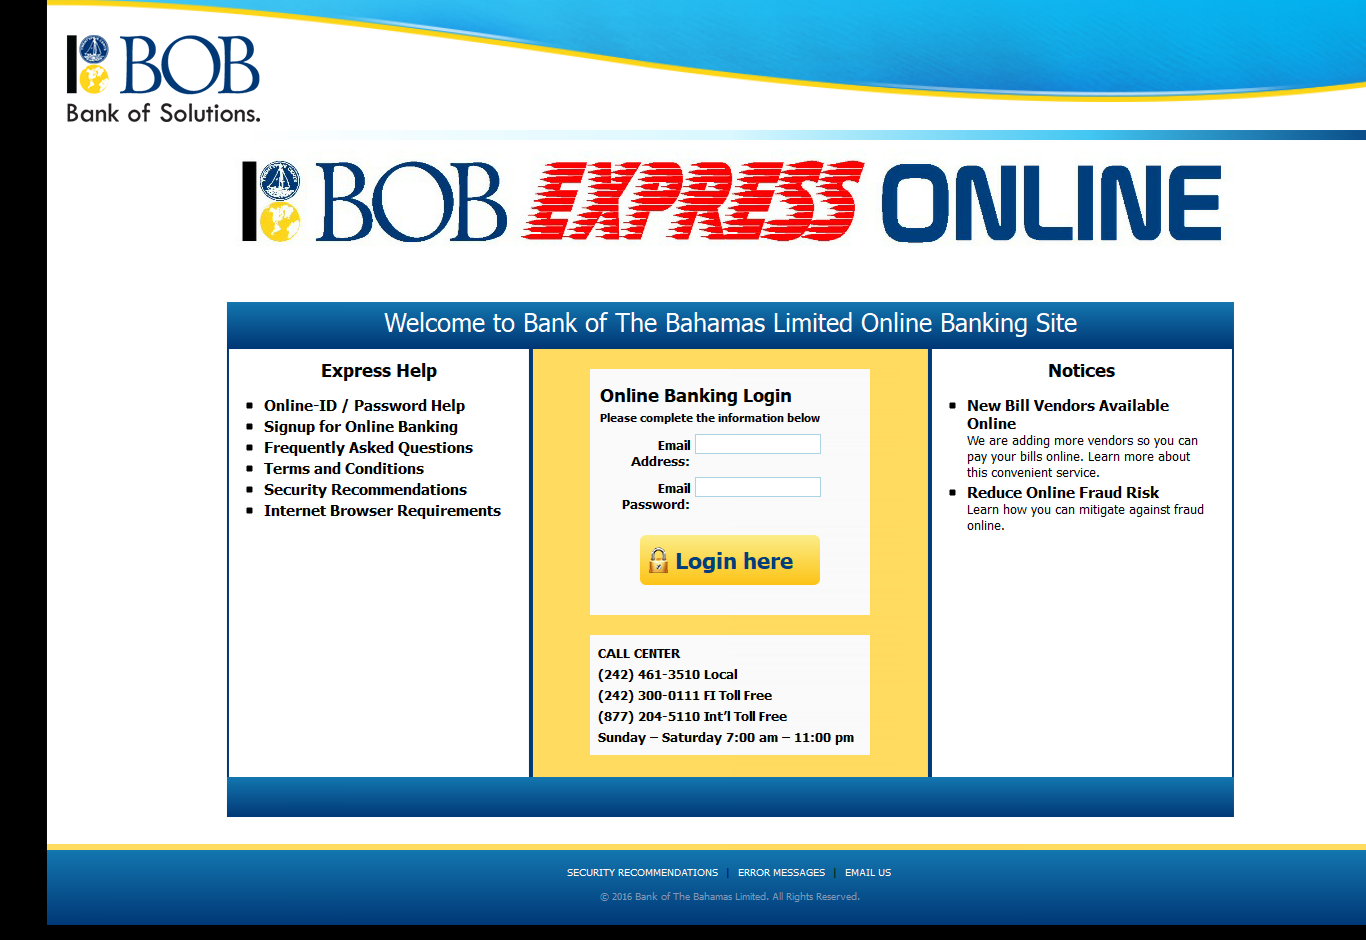 BOB
Bank of Solutions.
BOB EXPRESS ONLINE
Welcome to Bank of The Bahamas Limited Online Banking Site
Express Help
Online-ID / Password Help
Signup for Online Banking
Frequently Asked Questions
Terms and Conditions
Security Recommendations
Internet Browser Requirements
Online Banking Login
Please complete the information below
Email
Address:
Email
Password:
Login here
CALL CENTER
(242) 461-3510 Local
(242) 300-0111 FI Toll Free
(877) 204-5110 Int’l Toll Free
Sunday – Saturday 7:00 am – 11:00 pm
Notices
New Bill Vendors Available
Online
We are adding more vendors so you can
pay your bills online. Learn more about
this convenient service.
Reduce Online Fraud Risk
Learn how you can mitigate against fraud
online.
SECURITY RECOMMENDATIONS | ERROR MESSAGES | EMAIL US
© 2016 Bank of The Bahamas Limited. All Rights Reserved.